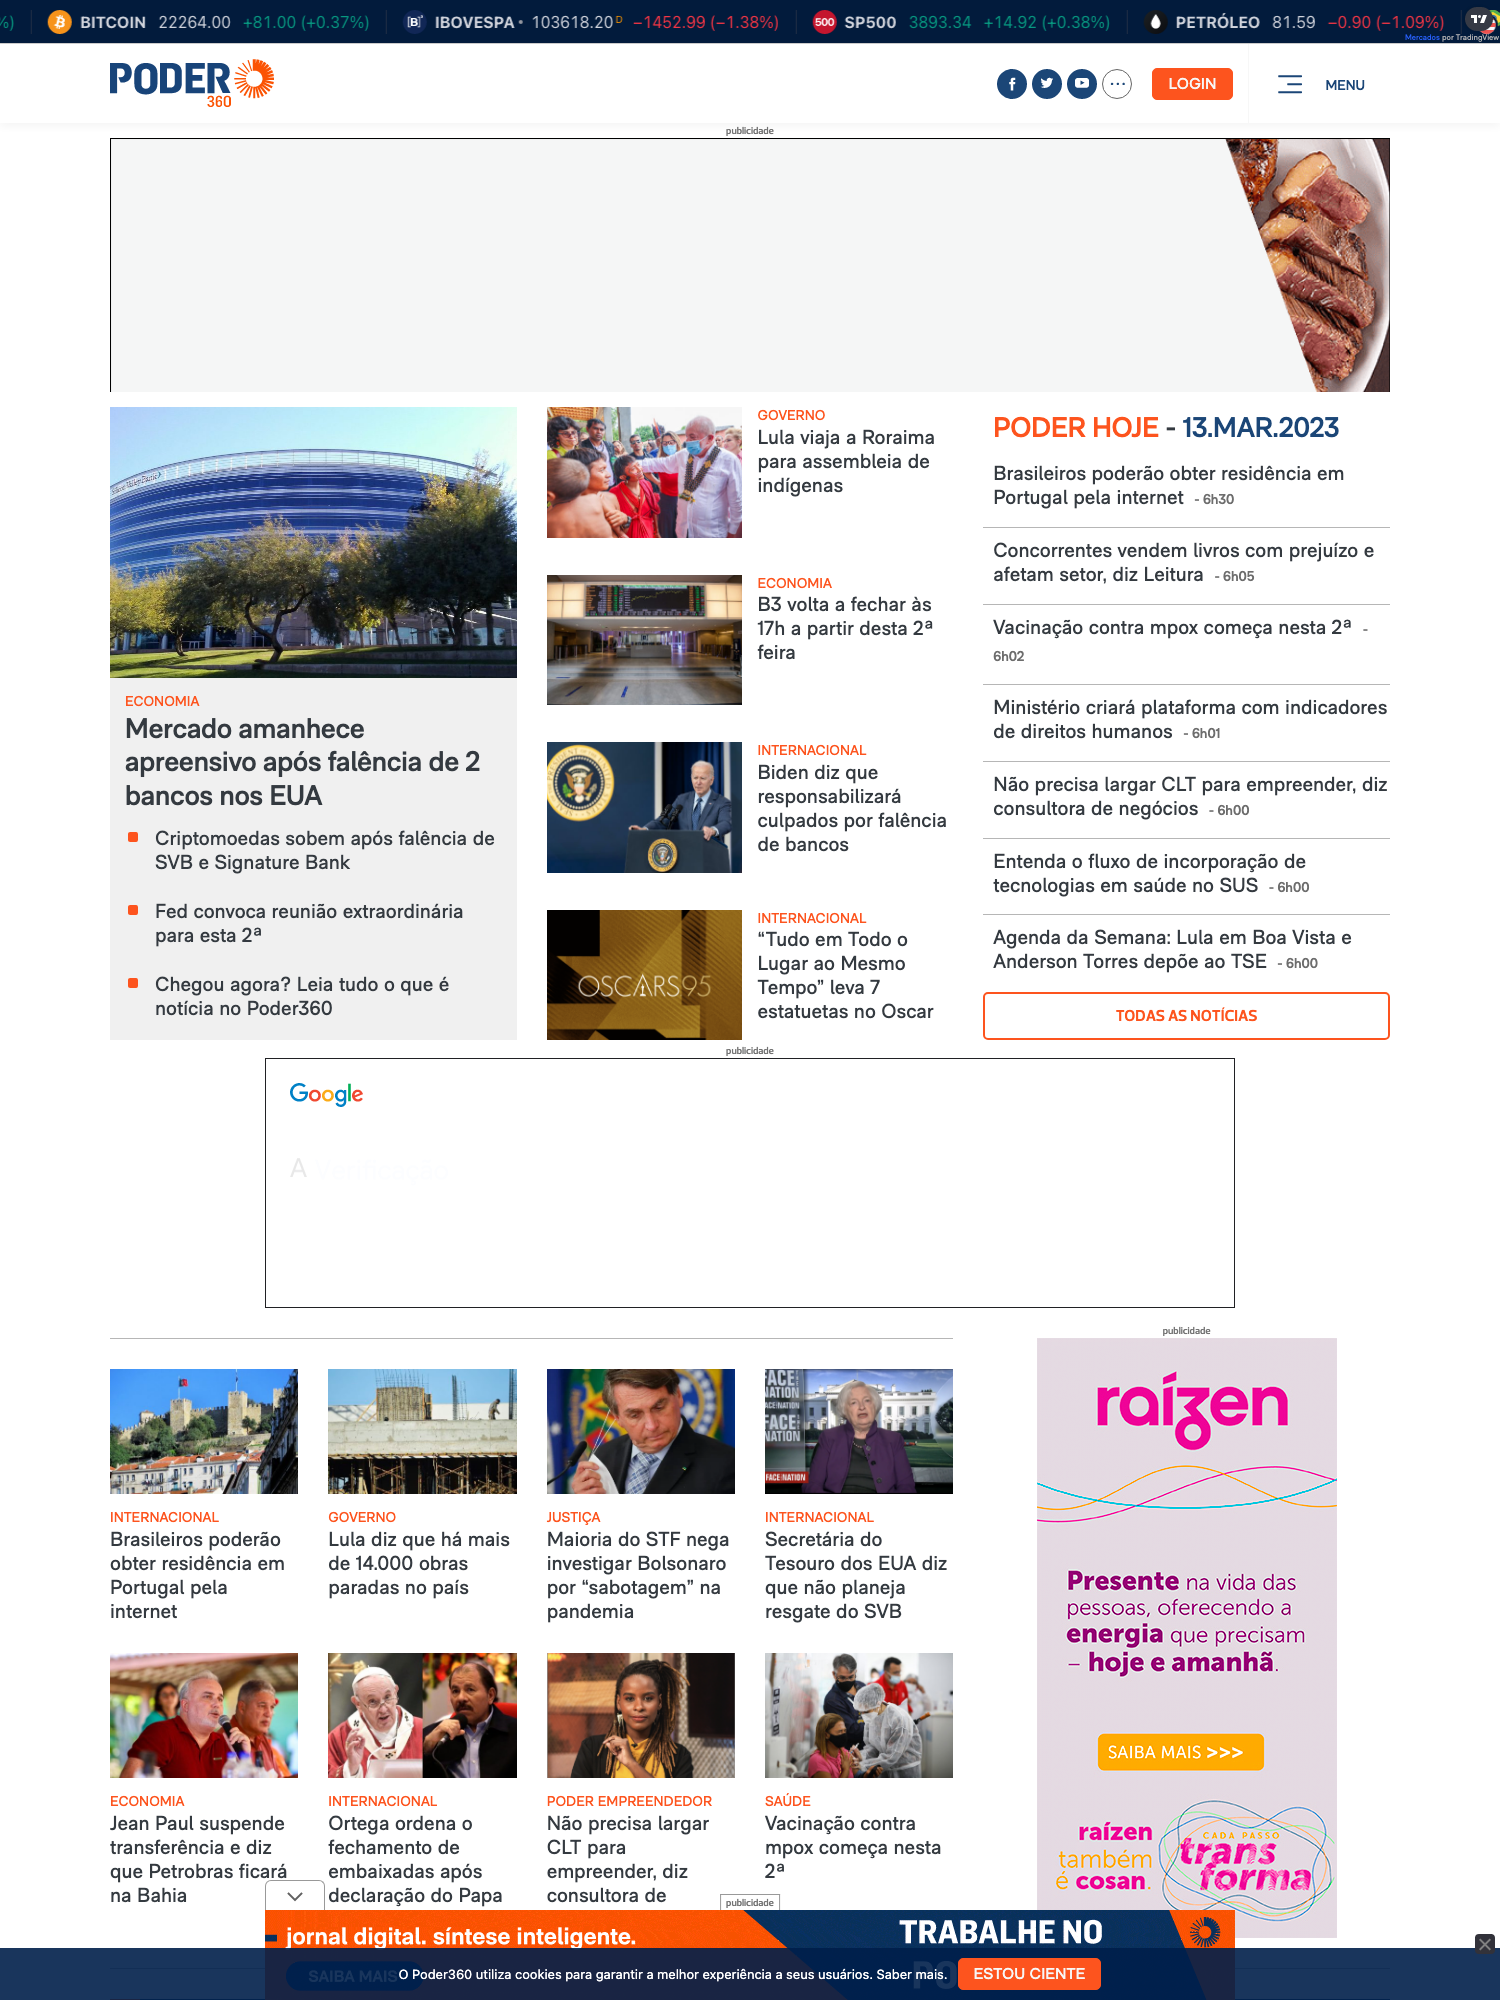 %)
BITCOIN 22264.00 +81.00 (+0.37%)
IBOVESPA 103618.20 D −1452.99 (−1.38%)
500 SP500 3893.34 +14.92 (+0.38%)
PETRÓLEO 81.59 −0.90 (−1.09%)
Mercados por TradingView
PODER
360
LOGIN
MENU
publicidade
ECONOMIA
Mercado amanhece
apreensivo após falência de 2
bancos nos EUA
Criptomoedas sobem após falência de
SVB e Signature Bank
Fed convoca reunião extraordinária
para esta 2ª
Chegou agora? Leia tudo o que é
notícia no Poder360
GOVERNO
Lula viaja a Roraima
para assembleia de
indígenas
ECONOMIA
B3 volta a fechar às
17h a partir desta 2ª
feira
INTERNACIONAL
Biden diz que
responsabilizará
culpados por falência
de bancos
OSCARS95
INTERNACIONAL
“Tudo em Todo o
Lugar ao Mesmo
Tempo” leva 7
estatuetas no Oscar
PODER HOJE - 13.MAR.2023
Brasileiros poderão obter residência em
Portugal pela internet - 6h30
Concorrentes vendem livros com prejuízo e
afetam setor, diz Leitura - 6h05
Vacinação contra mpox começa nesta 2ª -
6h02
Ministério criará plataforma com indicadores
de direitos humanos - 6h01
Não precisa largar CLT para empreender, diz
consultora de negócios - 6h00
Entenda o fluxo de incorporação de
tecnologias em saúde no SUS - 6h00
Agenda da Semana: Lula em Boa Vista e
Anderson Torres depõe ao TSE - 6h00
TODAS AS NOTÍCIAS
publicidade
Google
A
INTERNACIONAL
Brasileiros poderão
obter residência em
Portugal pela
internet
GOVERNO
Lula diz que há mais
de 14.000 obras
paradas no país
JUSTIÇA
Maioria do STF nega
investigar Bolsonaro
por “sabotagem” na
pandemia
FACE
NATION
FACE THE NATION
FACE
NATION
FACE THE NATION
INTERNACIONAL
Secretária do
Tesouro dos EUA diz
que não planeja
resgate do SVB
ECONOMIA
Jean Paul suspende
transferência e diz
que Petrobras ficará
na Bahia
INTERNACIONAL
Ortega ordena o
fechamento de
embaixadas após
declaração do Papa
PODER EMPREENDEDOR
Não precisa largar
CLT para
empreender, diz
consultora de
SAÚDE
Vacinação contra
mpox começa nesta
2ª
publicidade
raízen
Presente na vida das
pessoas, oferecendo a
energia que precisam
– hoje e amanhã.
SAIBA MAIS >>>
raízen
também
é cosan.
CADA PASSO
transforma
publicidade
jornal digital. síntese inteligente.
TRABALHE NO
SAIBA MAIS
O Poder360 utiliza cookies para garantir a melhor experiência a seus usuários. Saber mais.
ESTOU CIENTE